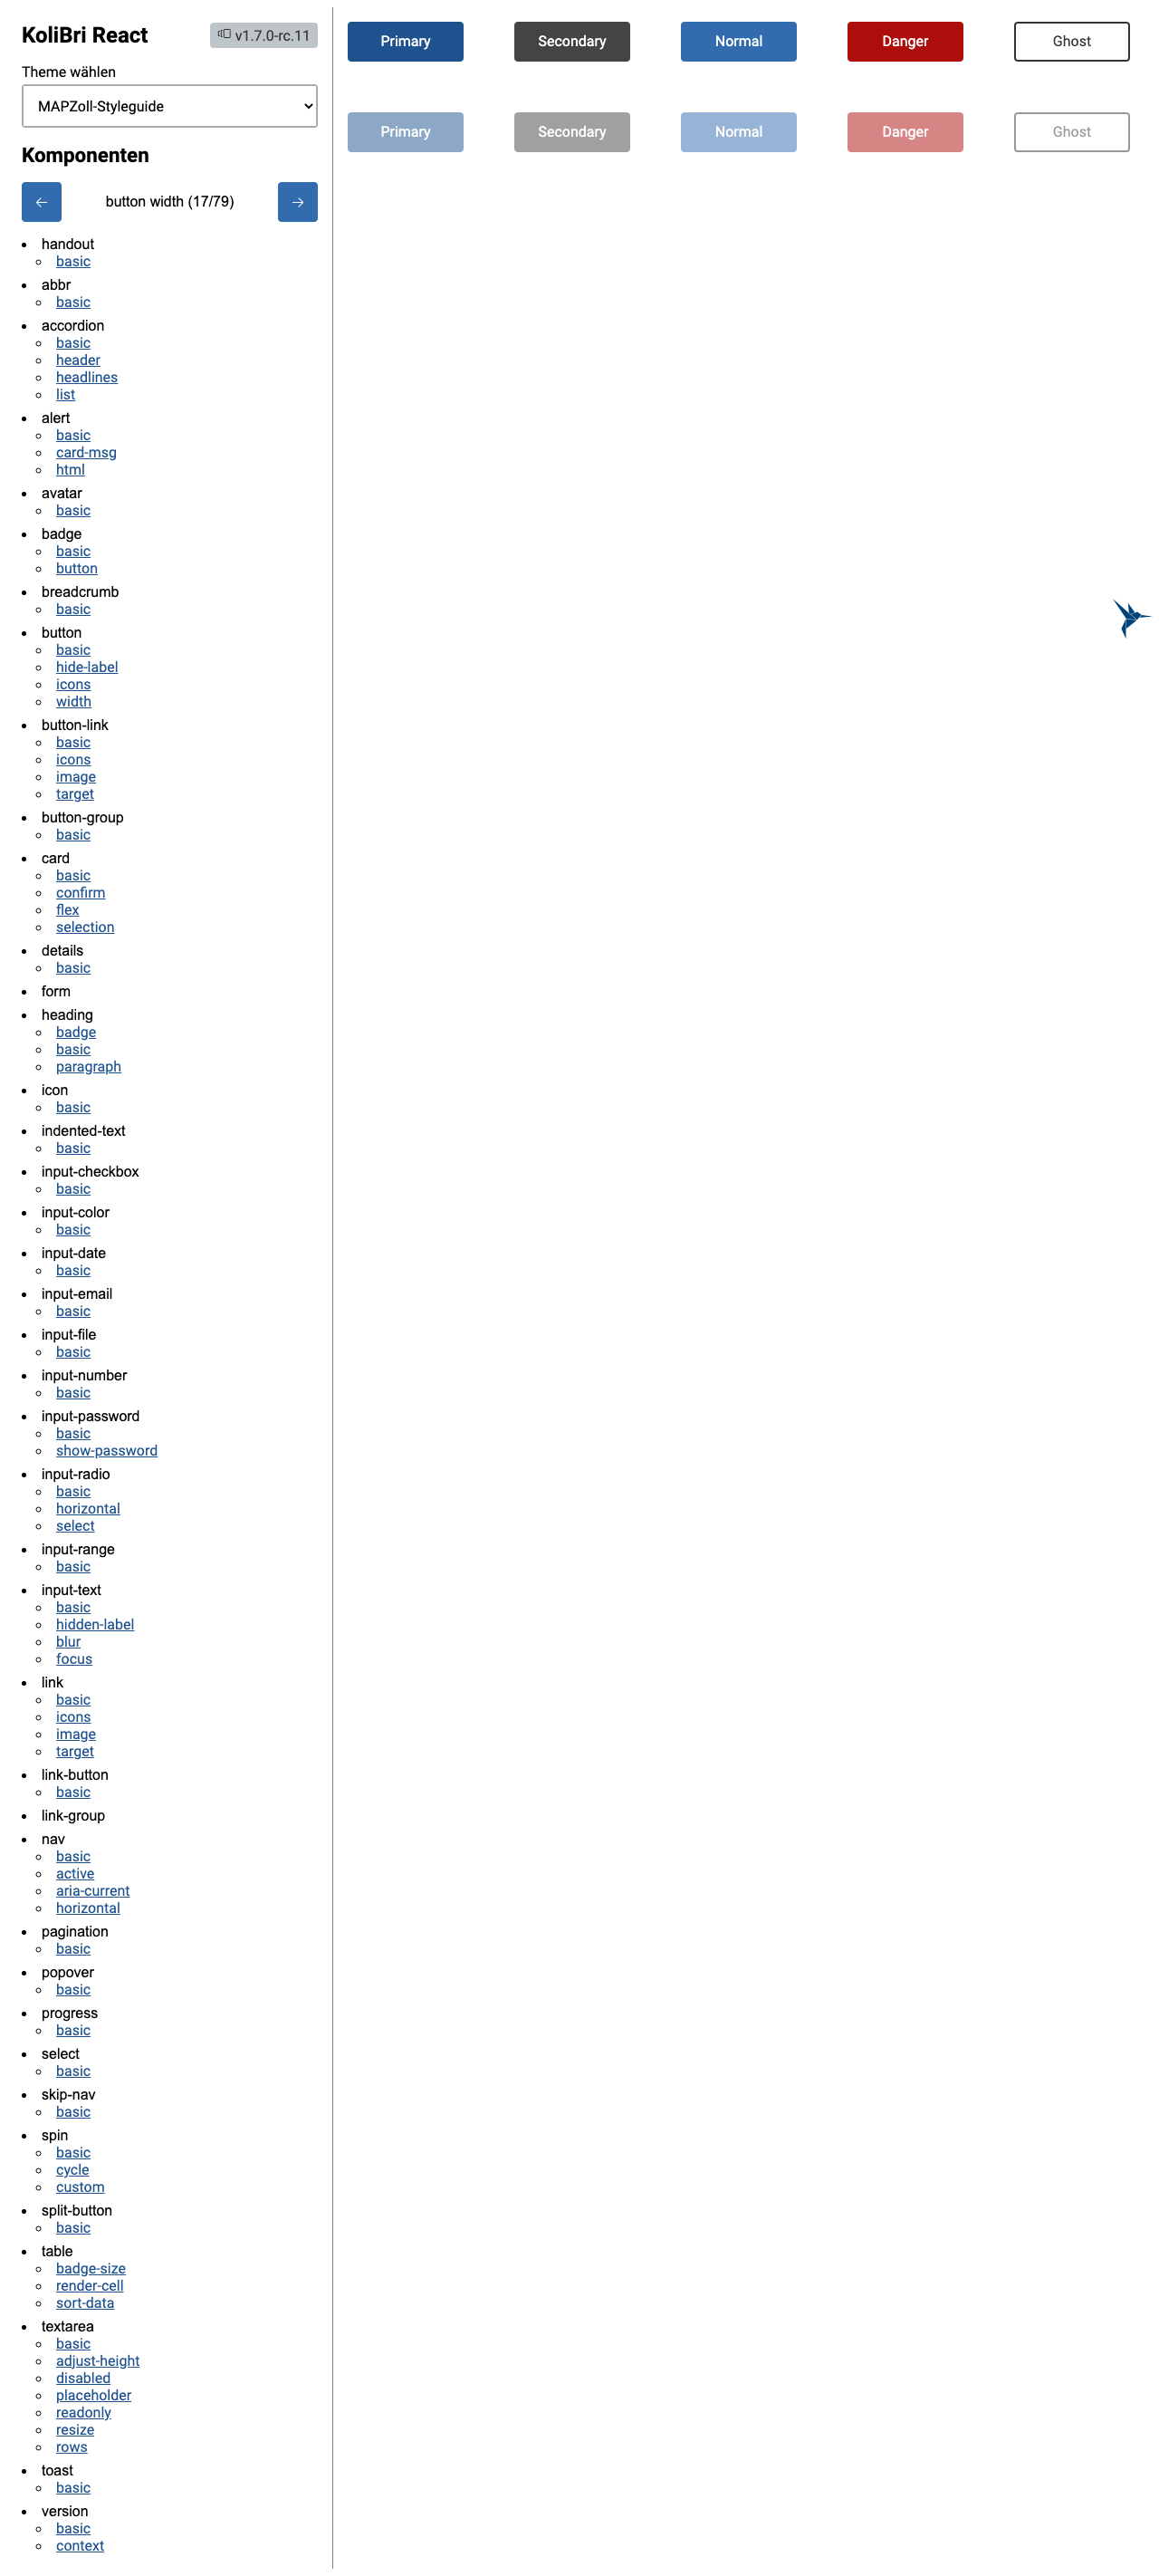 KoliBri React
v1.7.0-rc.11
Theme wählen
MAPZoll-Styleguide
Komponenten
button width (17/79)
handout
basic
abbr
basic
accordion
basic
header
headlines
list
alert
basic
card-msg
html
avatar
basic
badge
basic
button
breadcrumb
basic
button
basic
hide-label
icons
width
button-link
basic
icons
image
target
button-group
basic
card
basic
confirm
flex
selection
details
basic
form
heading
badge
basic
paragraph
icon
basic
indented-text
basic
input-checkbox
basic
input-color
basic
input-date
basic
input-email
basic
input-file
basic
input-number
basic
input-password
basic
show-password
input-radio
basic
horizontal
select
input-range
basic
input-text
basic
hidden-label
blur
focus
link
basic
icons
image
target
link-button
basic
link-group
nav
basic
active
aria-current
horizontal
pagination
basic
popover
basic
progress
basic
select
basic
skip-nav
basic
spin
basic
cycle
custom
split-button
basic
table
badge-size
render-cell
sort-data
textarea
basic
adjust-height
disabled
placeholder
readonly
resize
rows
toast
basic
version
basic
context
Primary Secondary Normal Danger Ghost
Primary Secondary Normal Danger Ghost